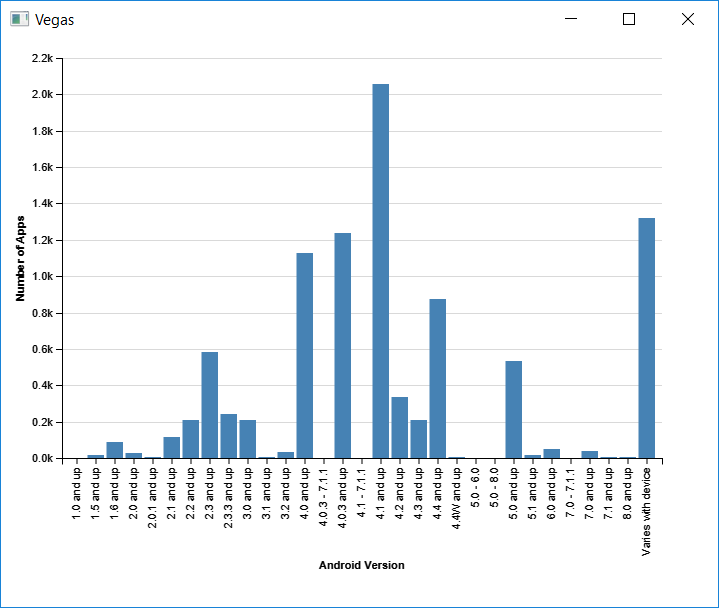 Vegas
2.2k
2.0k
1.8k
1.6k
1.4k
1.2k
1.0k
0.8k
0.6k
0.4k
0.2k
0.0k
Number of Apps
1.0 and up
1.5 and up
1.6 and up
2.0 and up
2.0.1 and up
2.1 and up
2.2 and up
2.3 and up
2.3.3 and up
3.0 and up
3.1 and up
3.2 and up
4.0 and up
4.0.3 - 7.1.1
4.0.3 and up
4.1 - 7.1.1
4.1 and up
4.2 and up
4.3 and up
4.4 and up
4.4W and up
5.0 - 6.0
5.0 - 8.0
5.0 and up
5.1 and up
6.0 and up
7.0 - 7.1.1
7.0 and up
7.1 and up
8.0 and up
Varies with device
Android Version